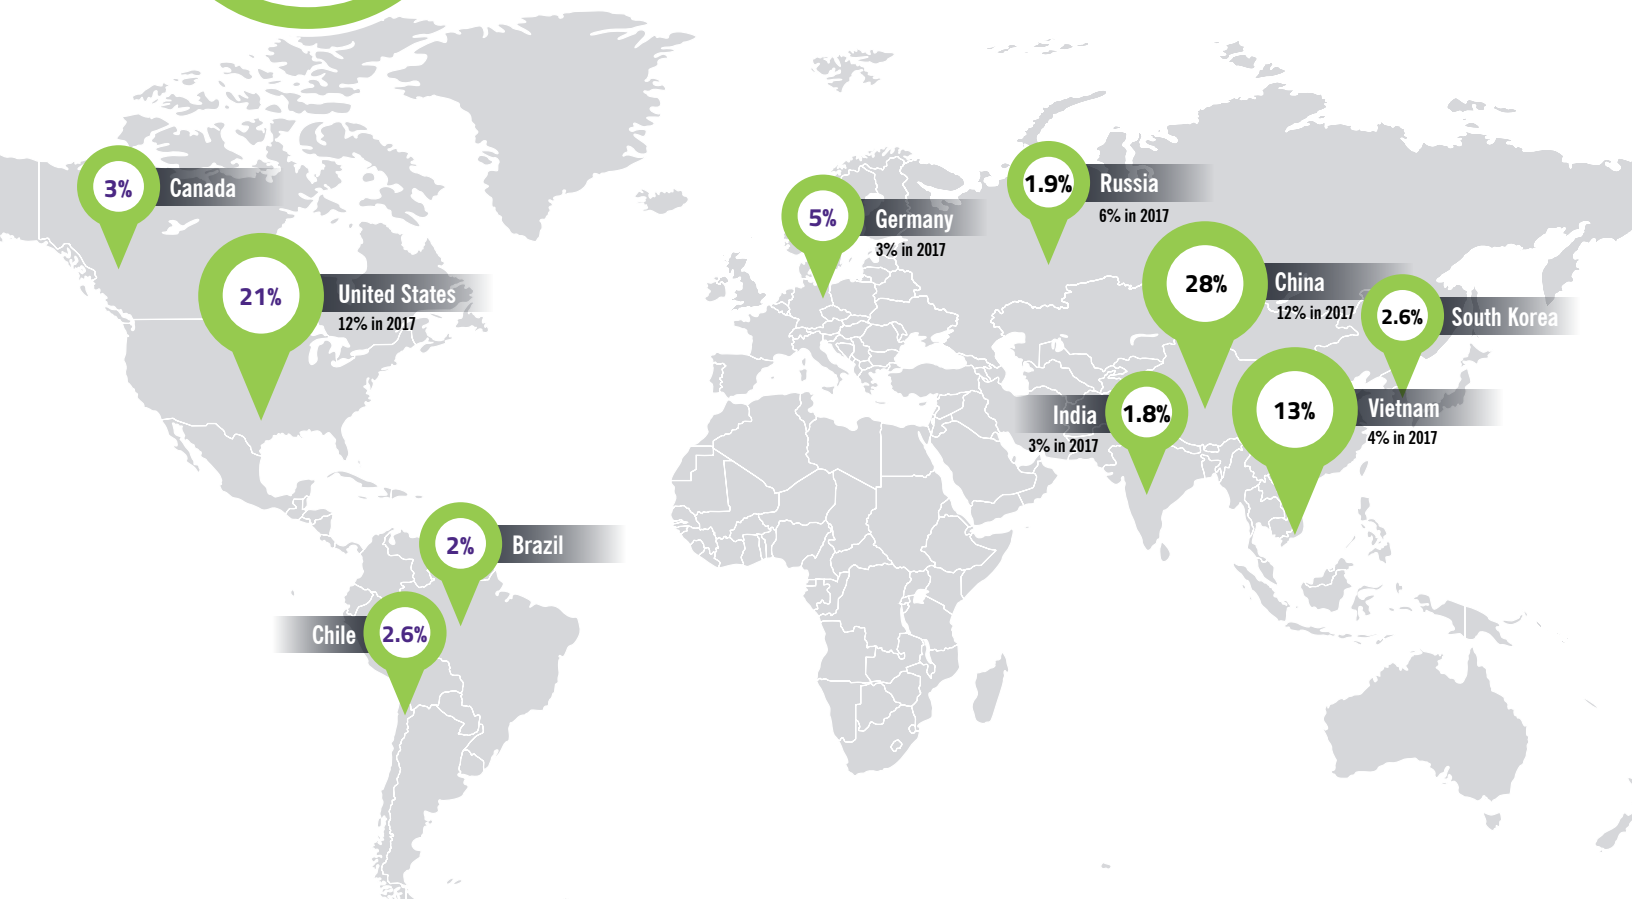 3% Canada
21% United States
12% in 2017
5% Germany
3% in 2017
1.9% Russia
6% in 2017
28% China
12% in 2017
2.6% South Korea
India 1.8%
3% in 2017
13% Vietnam
4% in 2017
2% Brazil
Chile 2.6%